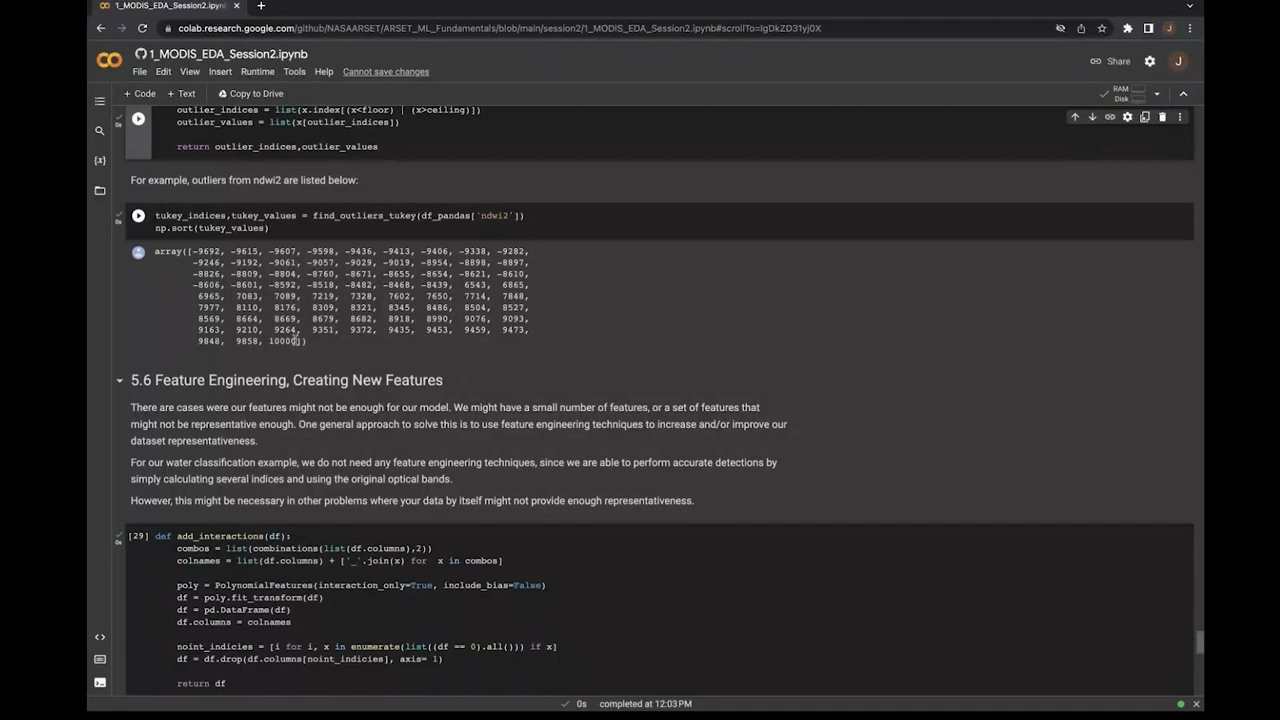 1_MODIS_EDA_Session2.ipynb
colab.research.google.com/github/NASAARSET/ARSET_ML_Fundamentals/blob/main/session2/1_MODIS_EDA_Session2.ipynb#scrollTo=IgDkZD31yj0X
J
1_MODIS_EDA_Session2.ipynb
Share
J
File Edit View Insert Runtime Tools Help Cannot save changes
+ Code + Text Copy to Drive
RAM
Disk
outlier_indices = list(x.index[(x<floor) | (x>ceiling)])
outlier_values = list(x[outlier_indices])
0s
return outlier_indices,outlier_values
For example, outliers from ndwi2 are listed below:
tukey_indices,tukey_values = find_outliers_tukey(df_pandas['ndwi2'])
0s
np.sort(tukey_values)
array([-9692, -9615, -9607, -9598, -9436, -9413, -9406, -9338, -9282,
-9246, -9192, -9061, -9057, -9029, -9019, -8954, -8898, -8897,
-8826, -8809, -8804, -8760, -8671, -8655, -8654, -8621, -8610,
-8606, -8601, -8592, -8518, -8482, -8468, -8439, 6543, 6865,
6965, 7083, 7089, 7219, 7328, 7602, 7650, 7714, 7848,
7977, 8110, 8176, 8309, 8321, 8345, 8486, 8504, 8527,
8569, 8664, 8669, 8679, 8682, 8918, 8990, 9076, 9093,
9163, 9210, 9264, 9351, 9372, 9435, 9453, 9459, 9473,
9848, 9858, 10000])
5.6 Feature Engineering, Creating New Features
There are cases were our features might not be enough for our model. We might have a small number of features, or a set of features that
might not be representative enough. One general approach to solve this is to use feature engineering techniques to increase and/or improve our
dataset representativeness.
For our water classification example, we do not need any feature engineering techniques, since we are able to perform accurate detections by
simply calculating several indices and using the original optical bands.
However, this might be necessary in other problems where your data by itself might not provide enough representativeness.
[29] def add_interactions(df):
0s
combos = list(combinations(list(df.columns),2))
colnames = list(df.columns) + ['_'.join(x) for x in combos]
poly = PolynomialFeatures(interaction_only=True, include_bias=False)
df = poly.fit_transform(df)
df = pd.DataFrame(df)
df.columns = colnames
noint_indicies = [i for i, x in enumerate(list((df == 0).all())) if x]
df = df.drop(df.columns[noint_indicies], axis= 1)
return df
0s completed at 12:03 PM